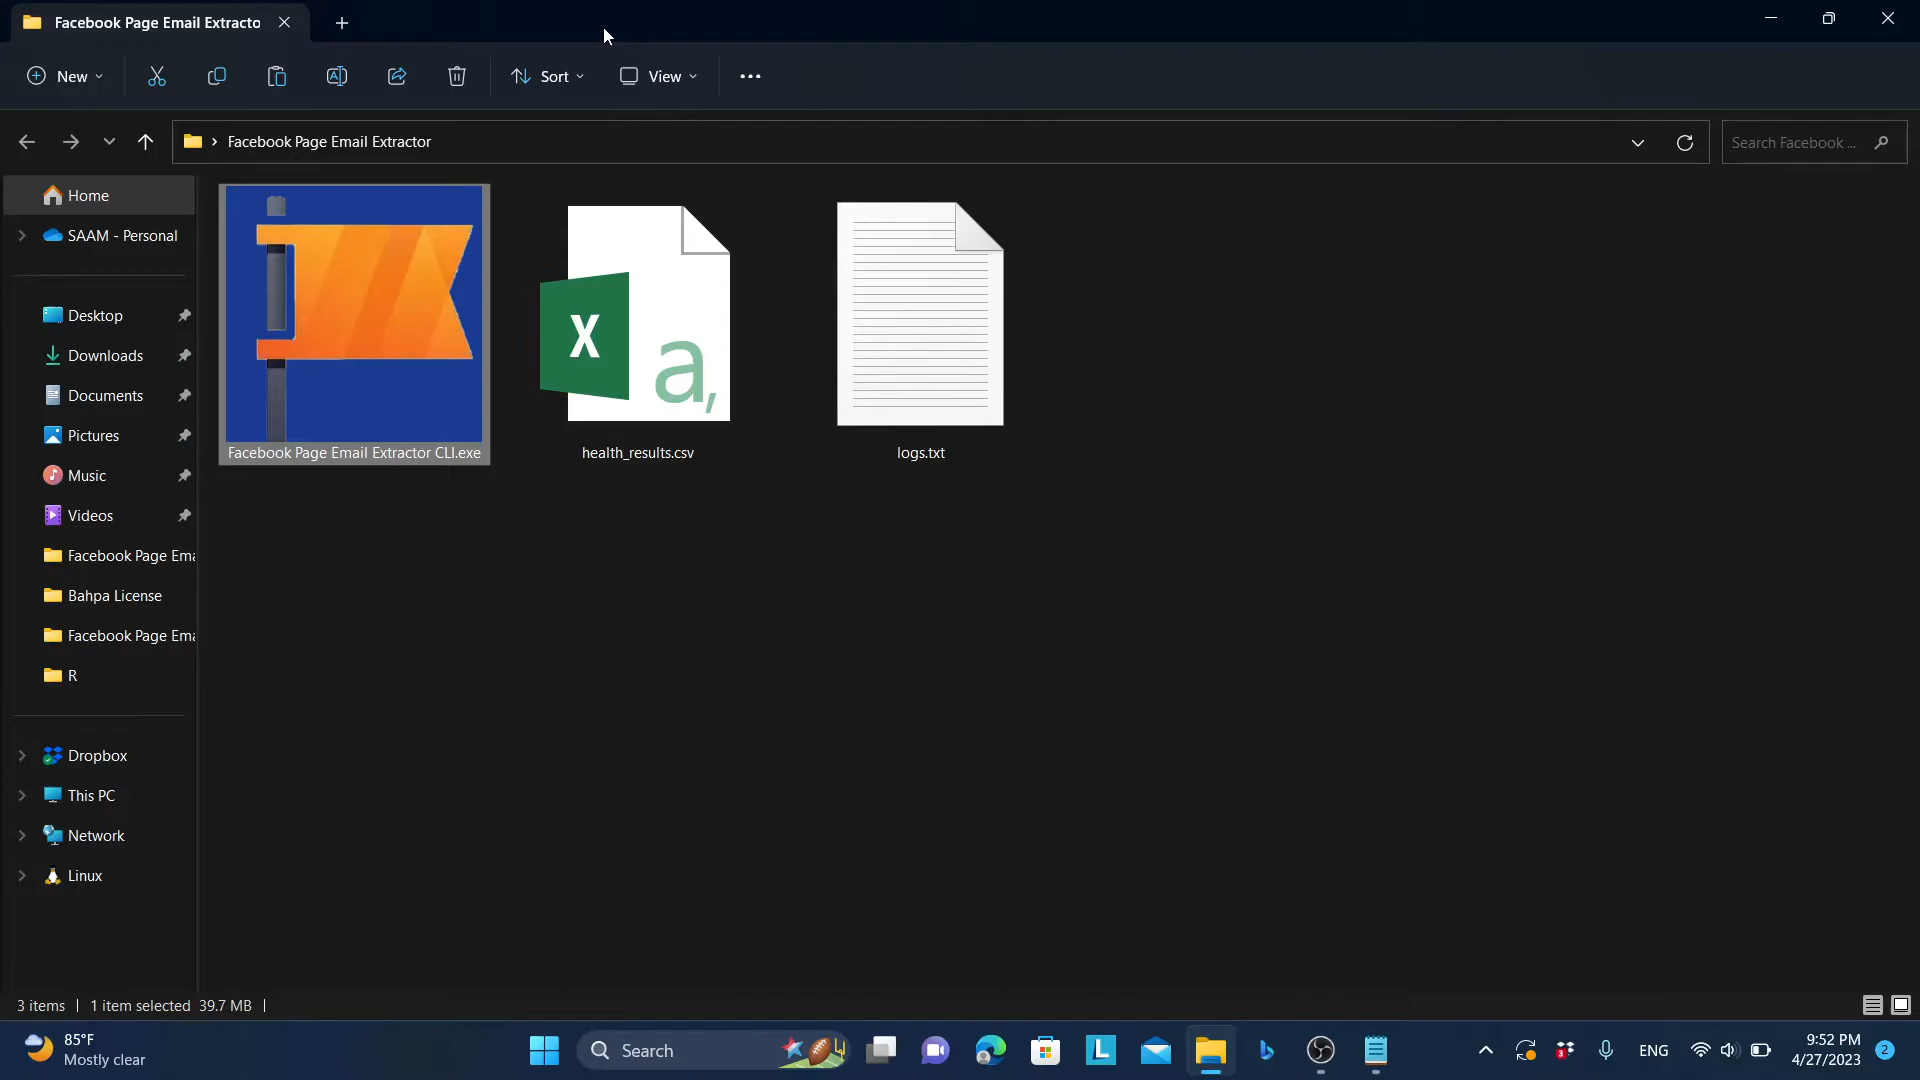 Facebook Page Email Extracto
New
Sort
View
Facebook Page Email Extractor
Search Facebook ...
Home
SAAM - Personal
Desktop
Downloads
Documents
Pictures
Music
Videos
Facebook Page Ema
Bahpa License
Facebook Page Ema
R
Dropbox
This PC
Network
Linux
X
a,
Facebook Page Email Extractor CLI.exe
health_results.csv
logs.txt
3 items
1 item selected 39.7 MB
85°F
Mostly clear
Search
L
3
ENG
9:52 PM
4/27/2023
2